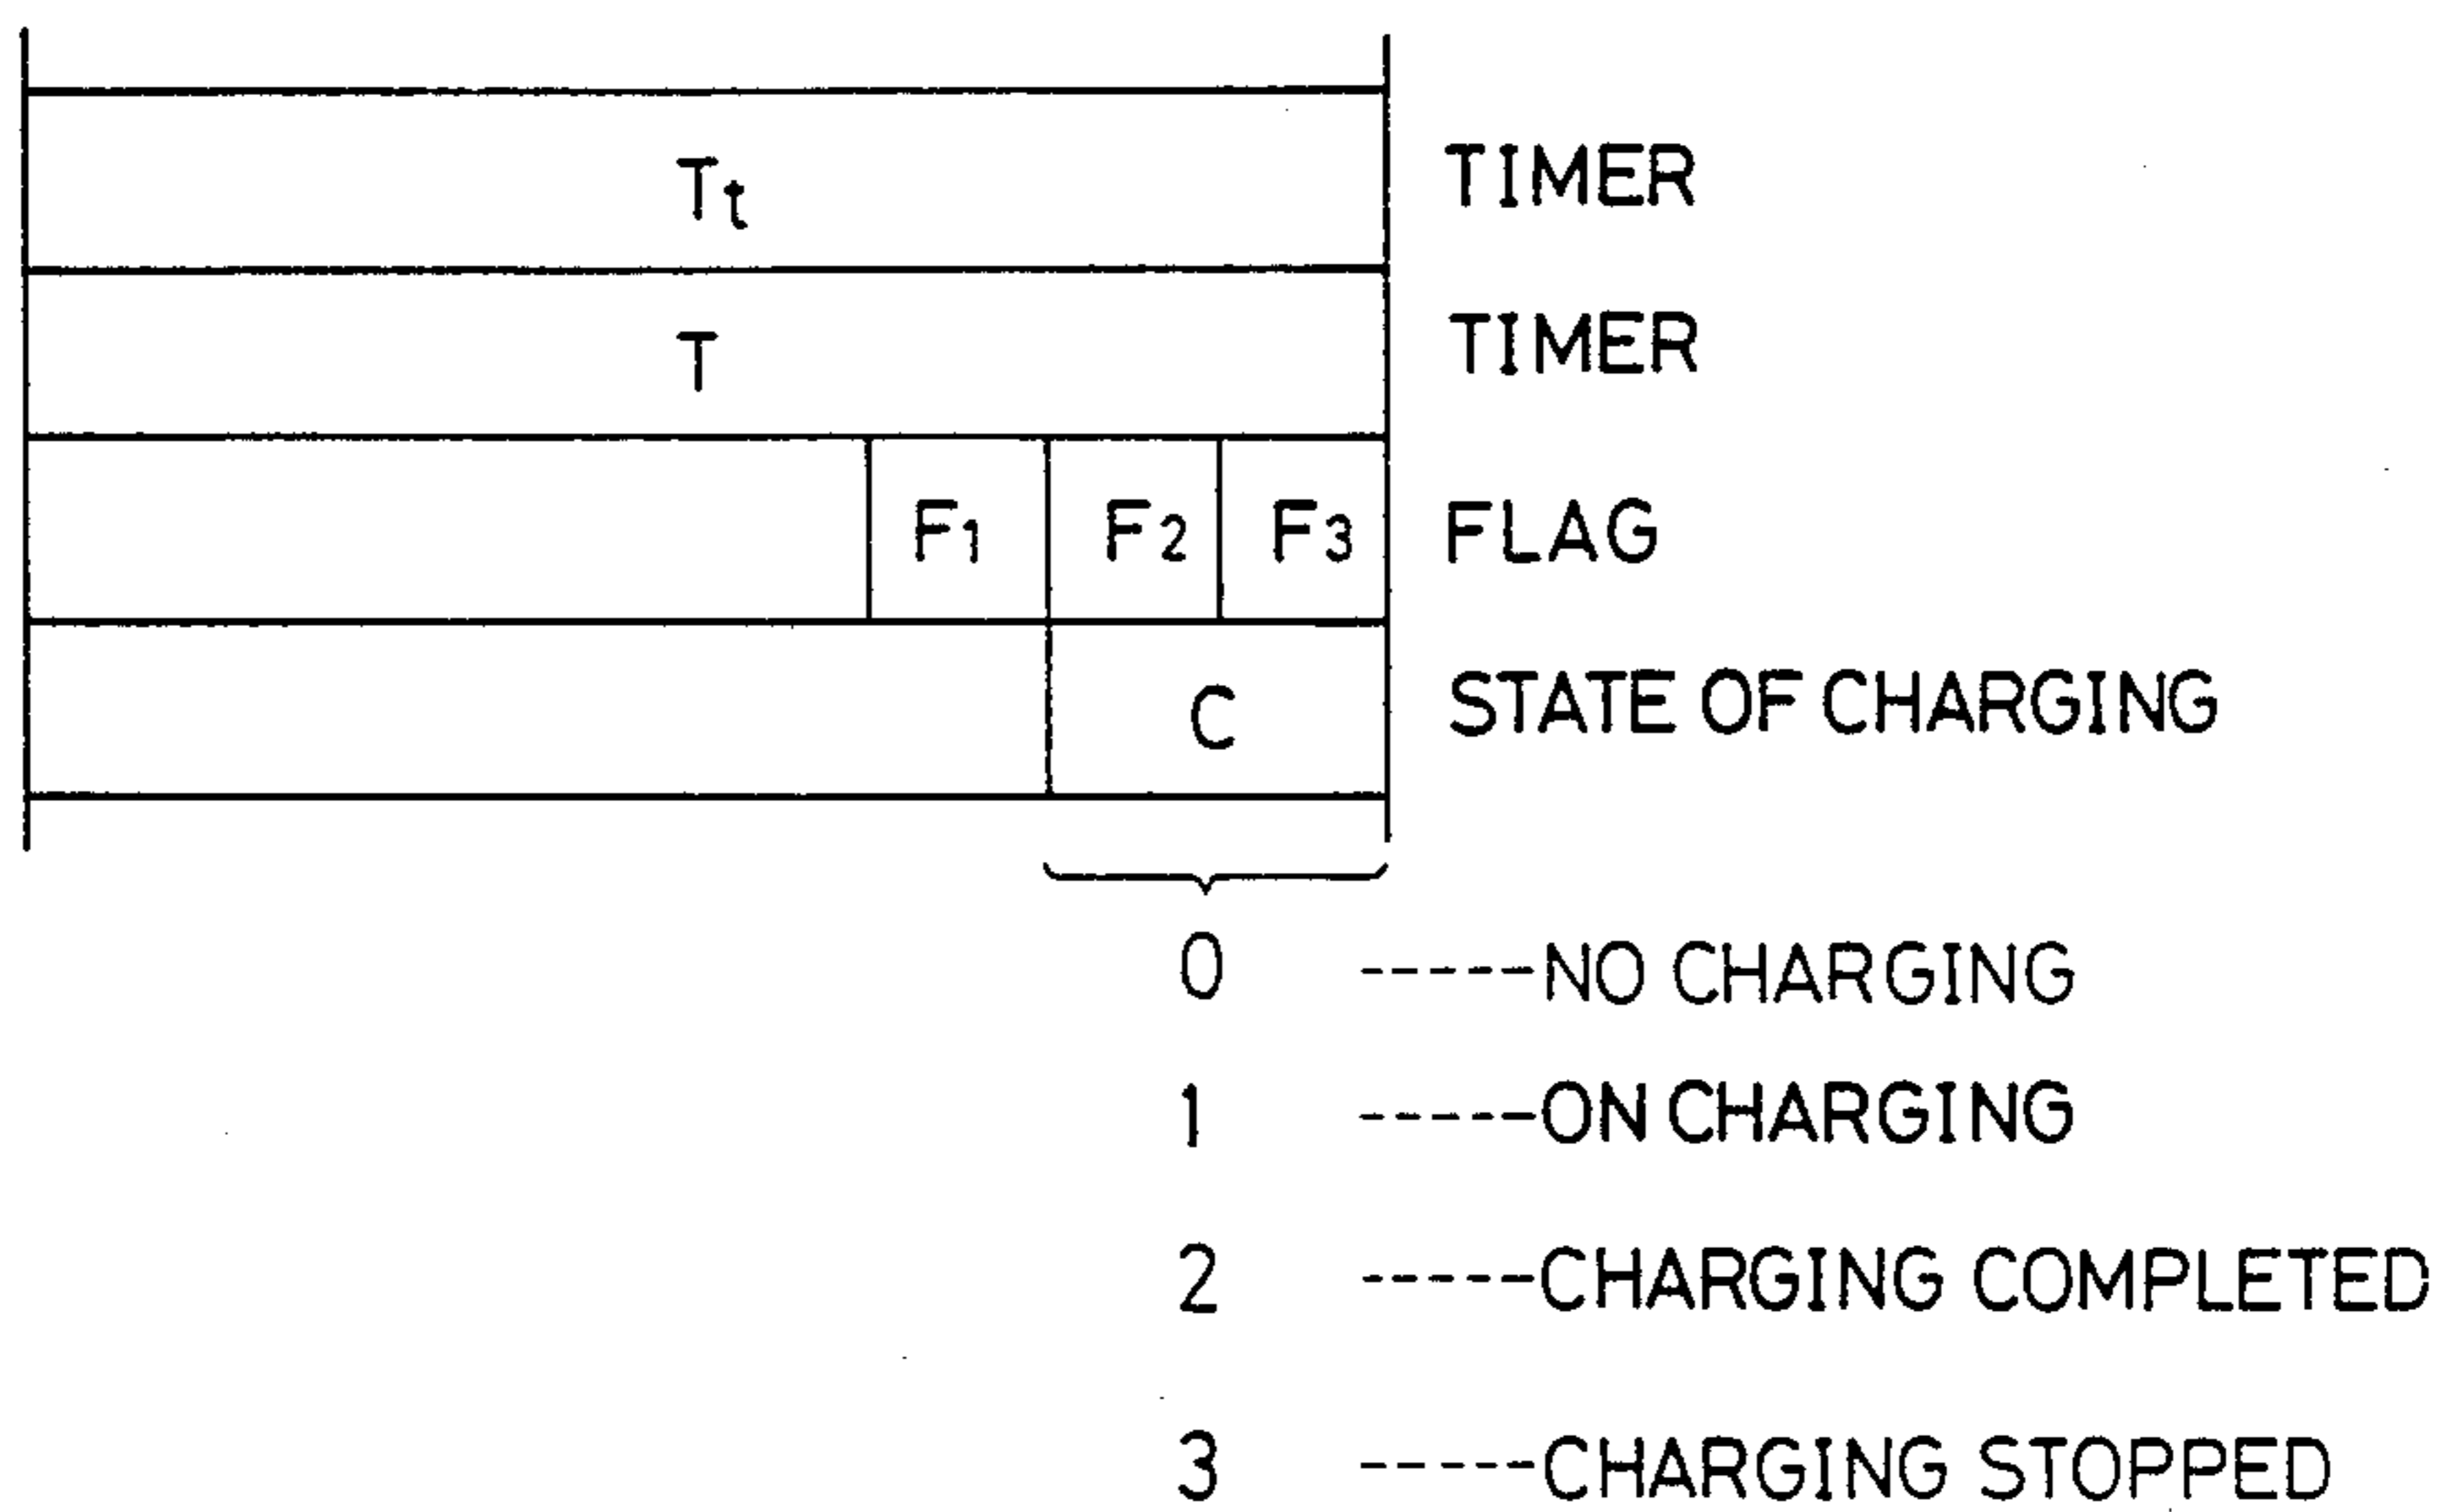 Tt TIMER
T TIMER
F1 F2 F3 FLAG
C STATE OF CHARGING
0 -----NO CHARGING
1 -----ON CHARGING
2 -----CHARGING COMPLETED
3 -----CHARGING STOPPED